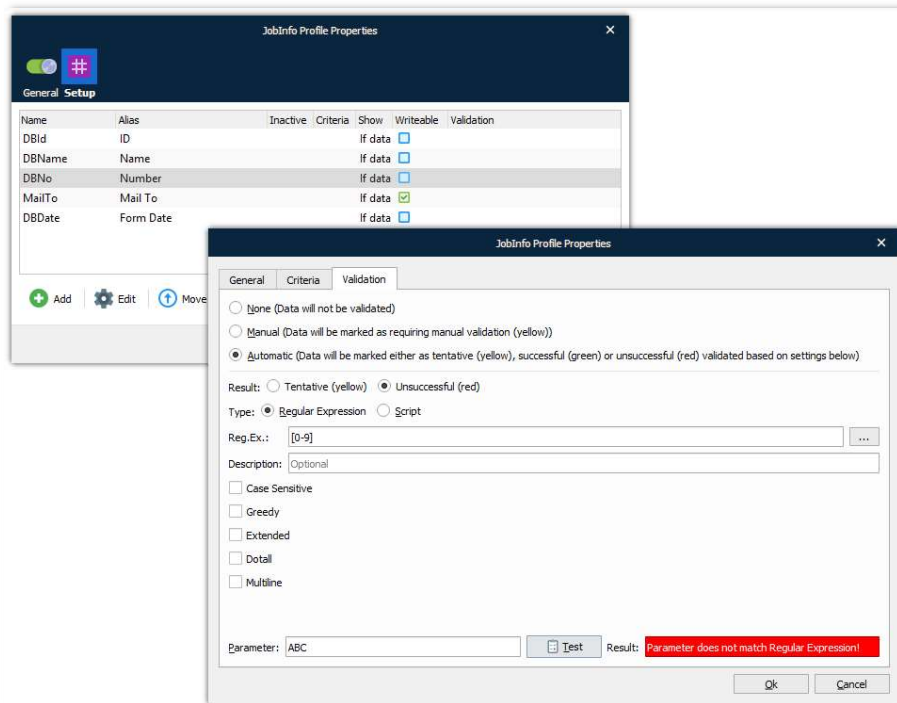 JobInfo Profile Properties
General Setup
Name Alias Inactive Criteria Show Writeable Validation
DBId ID If data
DBName Name If data
DBNo Number If data
MailTo Mail To If data
DBDate Form Date If data
Add Edit Move
JobInfo Profile Properties
General Criteria Validation
None (Data will not be validated)
Manual (Data will be marked as requiring manual validation (yellow))
Automatic (Data will be marked either as tentative (yellow), successful (green) or unsuccessful (red) validated based on settings below)
Result: Tentative (yellow) Unsuccessful (red)
Type: Regular Expression Script
Reg.Ex.: [0-9] ...
Description: Optional
Case Sensitive
Greedy
Extended
Dotall
Multiline
Parameter: ABC Test Result: Parameter does not match Regular Expression!
Ok Cancel